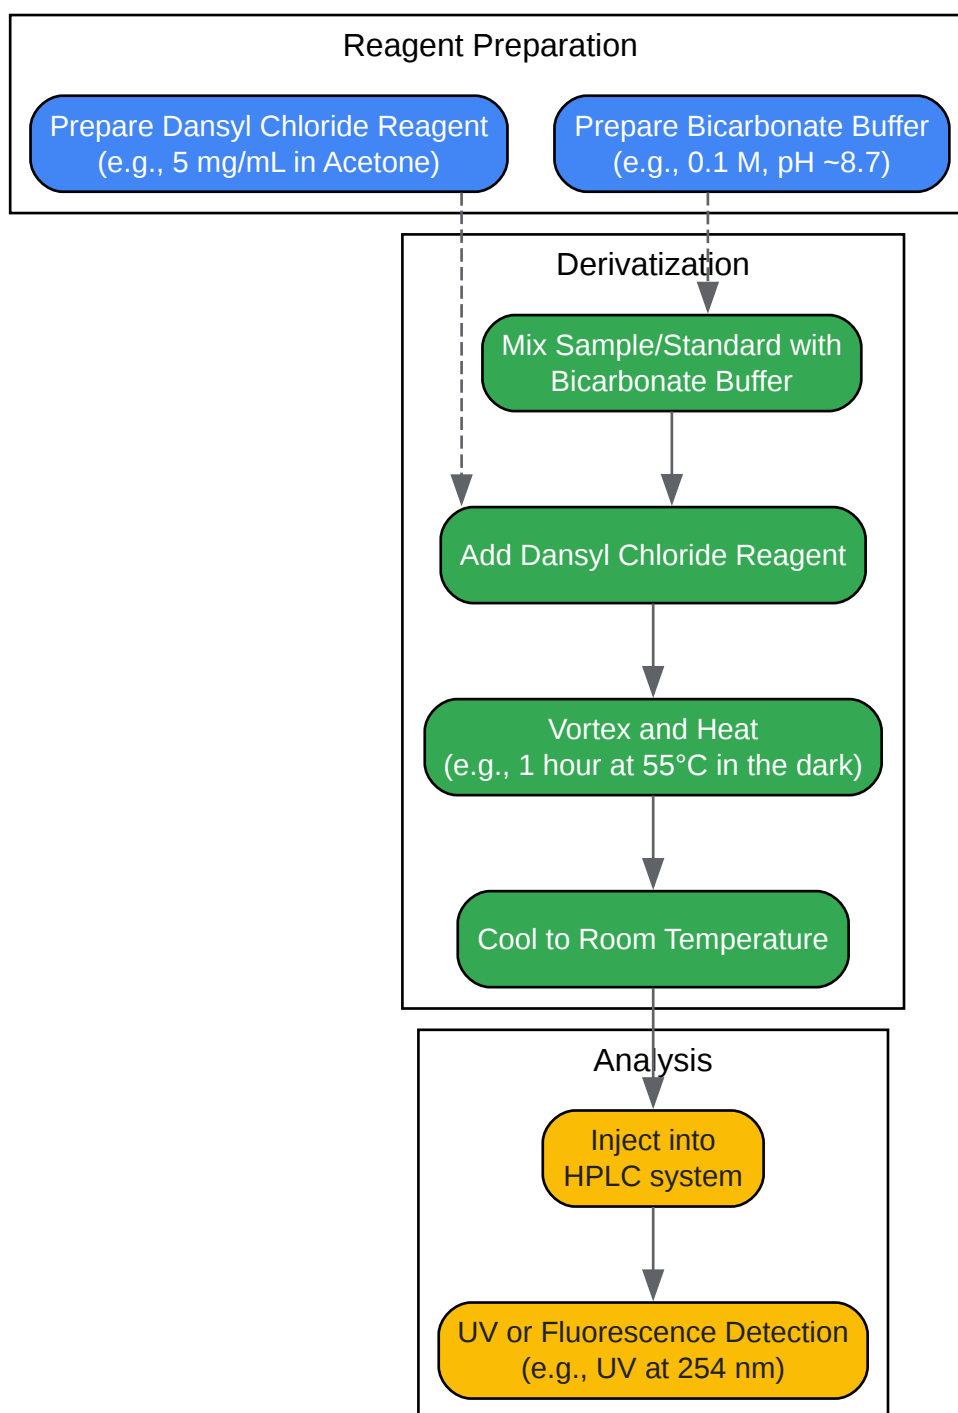 Reagent Preparation
Prepare Dansyl Chloride Reagent
(e.g., 5 mg/mL in Acetone)
Prepare Bicarbonate Buffer
(e.g., 0.1 M, pH ~8.7)
Derivatization
Mix Sample/Standard with
Bicarbonate Buffer
Add Dansyl Chloride Reagent
Vortex and Heat
(e.g., 1 hour at 55°C in the dark)
Cool to Room Temperature
Analysis
Inject into
HPLC system
UV or Fluorescence Detection
(e.g., UV at 254 nm)